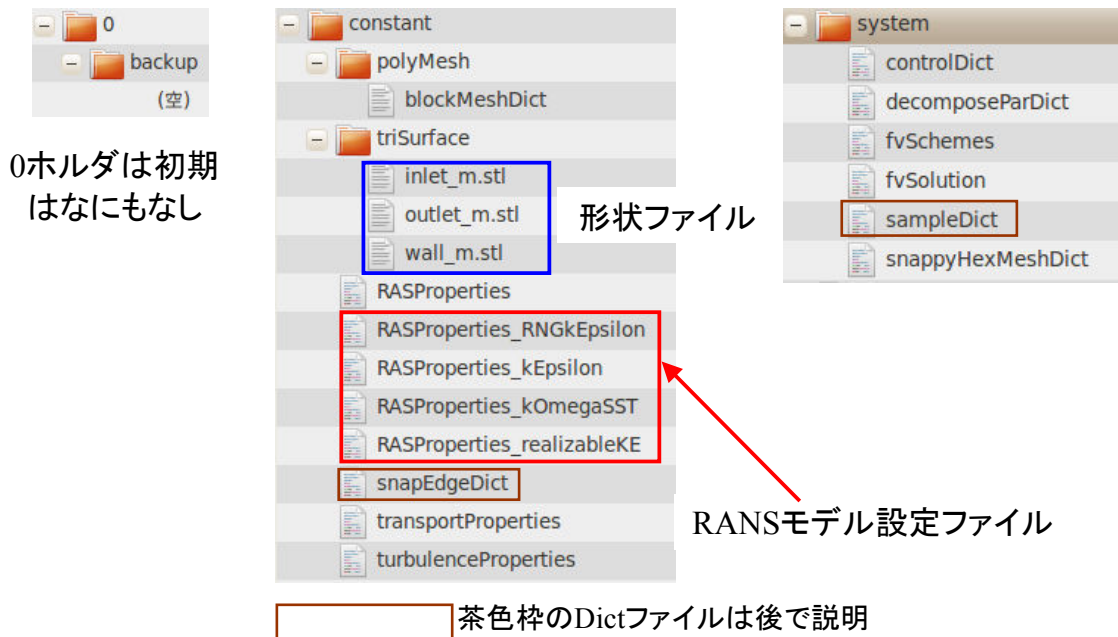 0
backup
(空)
0ホルダは初期
はなにもなし
constant
polyMesh
blockMeshDict
triSurface
inlet_m.stl
outlet_m.stl
wall_m.stl
形状ファイル
RASProperties
RASProperties_RNGkEpsilon
RASProperties_kEpsilon
RASProperties_kOmegaSST
RASProperties_realizableKE
snapEdgeDict
transportProperties
turbulenceProperties
RANSモデル設定ファイル
system
controlDict
decomposeParDict
fvSchemes
fvSolution
sampleDict
snappyHexMeshDict
茶色枠のDictファイルは後で説明